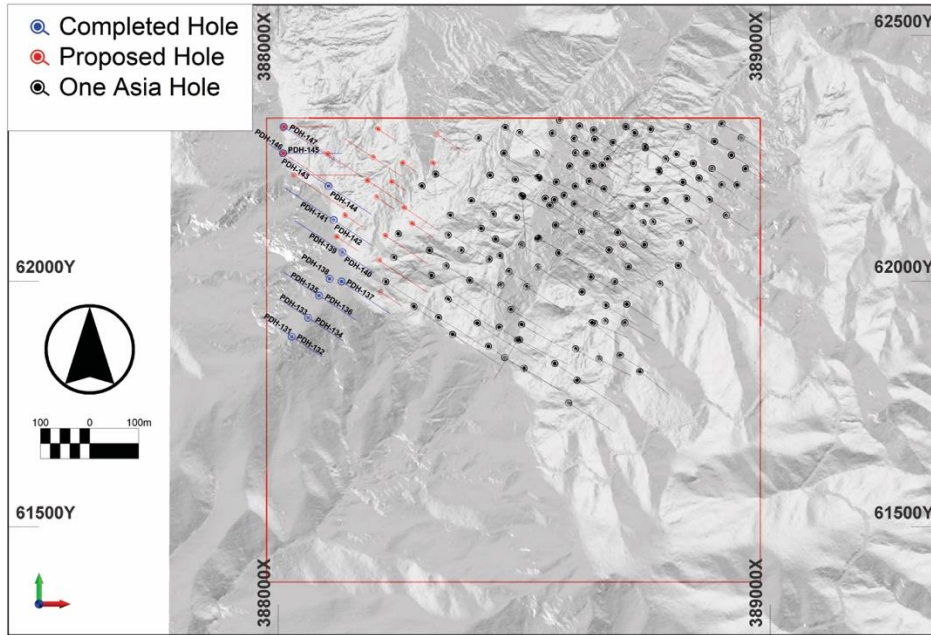 Completed Hole
Proposed Hole
One Asia Hole
388000X
389000X
62500Y
PDH-147
PDH-146
PDH-145
PDH-143
PDH-144
PDH-141
PDH-142
PDH-139
PDH-140
62000Y
62000Y
PDH-138
PDH-137
PDH-135
PDH-136
PDH-133
PDH-134
PDH-131
PDH-132
100 0 100m
61500Y
61500Y
388000X
389000X